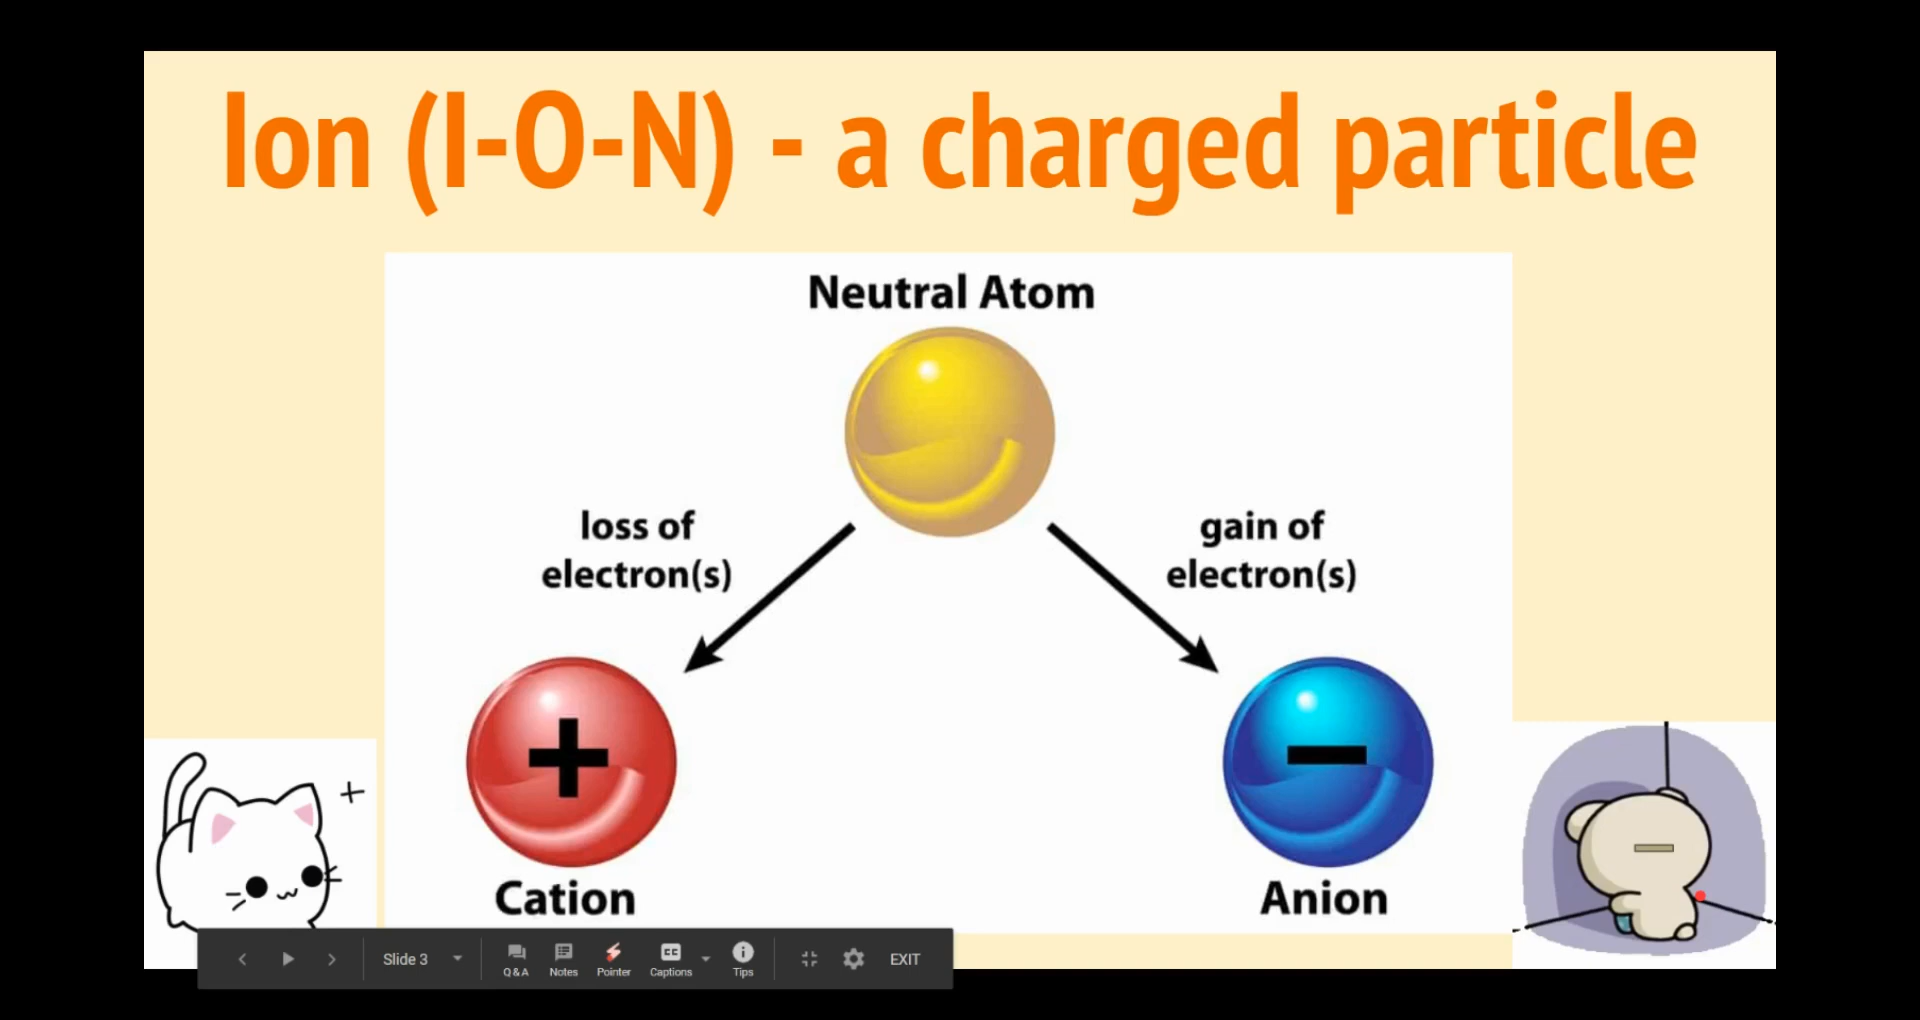 Ion (I-O-N) - a charged particle
Neutral Atom
loss of
electron(s)
gain of
electron(s)
+
-
+
-
Cation
Anion
Slide 3
Q&A
Notes
Pointer
CC
Captions
Tips
EXIT